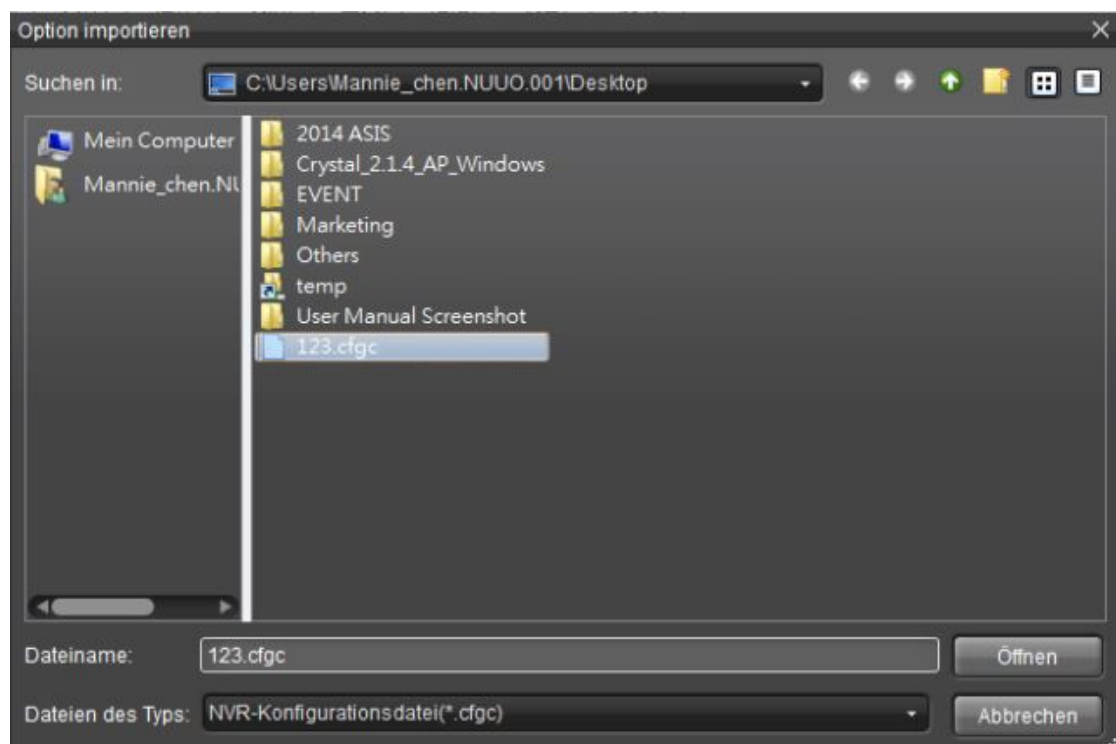 Option importieren
Suchen in:
C:\Users\Mannie_chen.NUUO.001\Desktop
Mein Computer
Mannie_chen.NU
2014 ASIS
Crystal_2.1.4_AP_Windows
EVENT
Marketing
Others
temp
User Manual Screenshot
123.cfgc
Dateiname:
123.cfgc
Öffnen
Dateien des Typs:
NVR-Konfigurationsdatei(*.cfgc)
Abbrechen